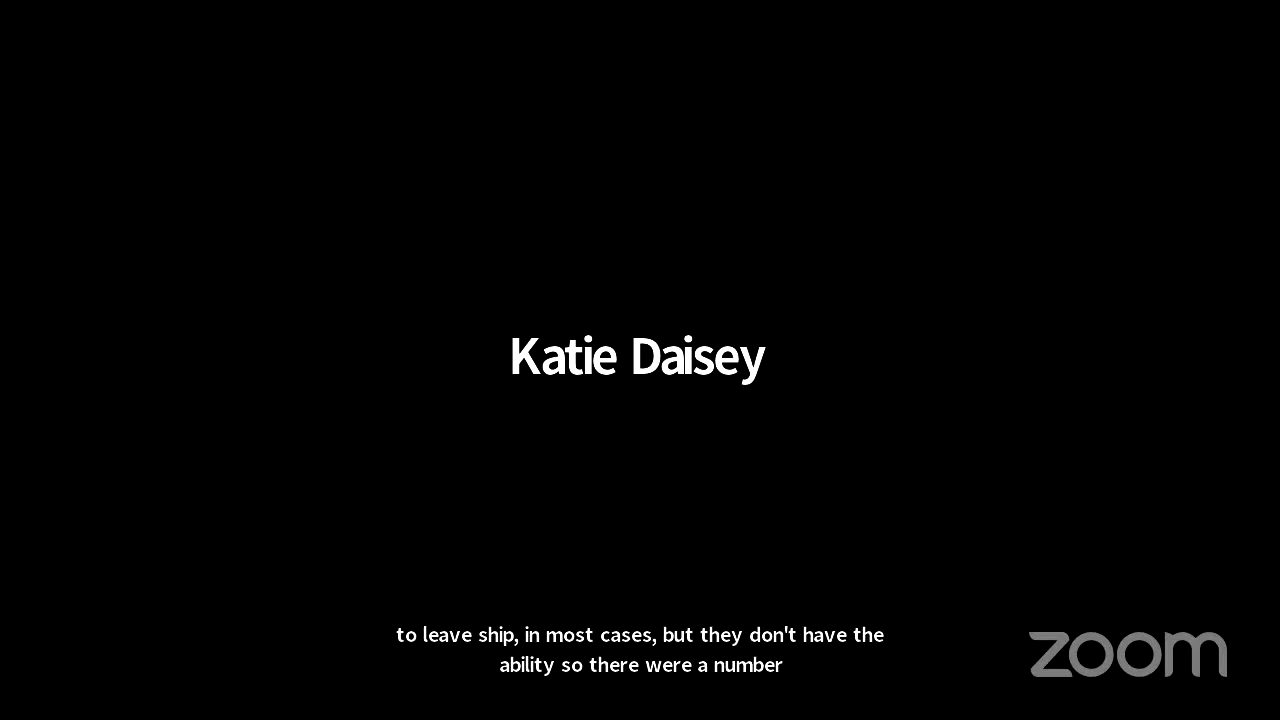 Katie Daisey
to leave ship, in most cases, but they don't have the
ability so there were a number
zoom